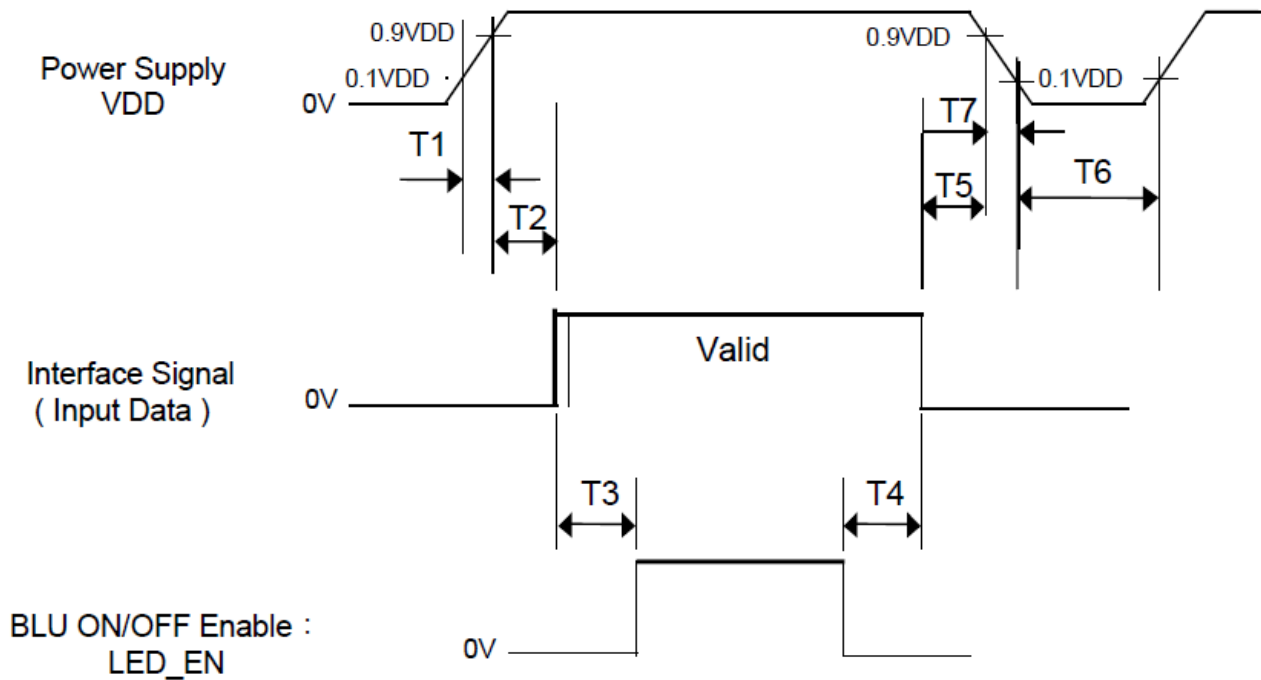 0.9VDD
0.9VDD
Power Supply
VDD
0.1VDD
0.1VDD
0V
T1
T7
T2
T5
T6
Valid
Interface Signal
( Input Data )
0V
T3
T4
BLU ON/OFF Enable :
LED_EN
0V